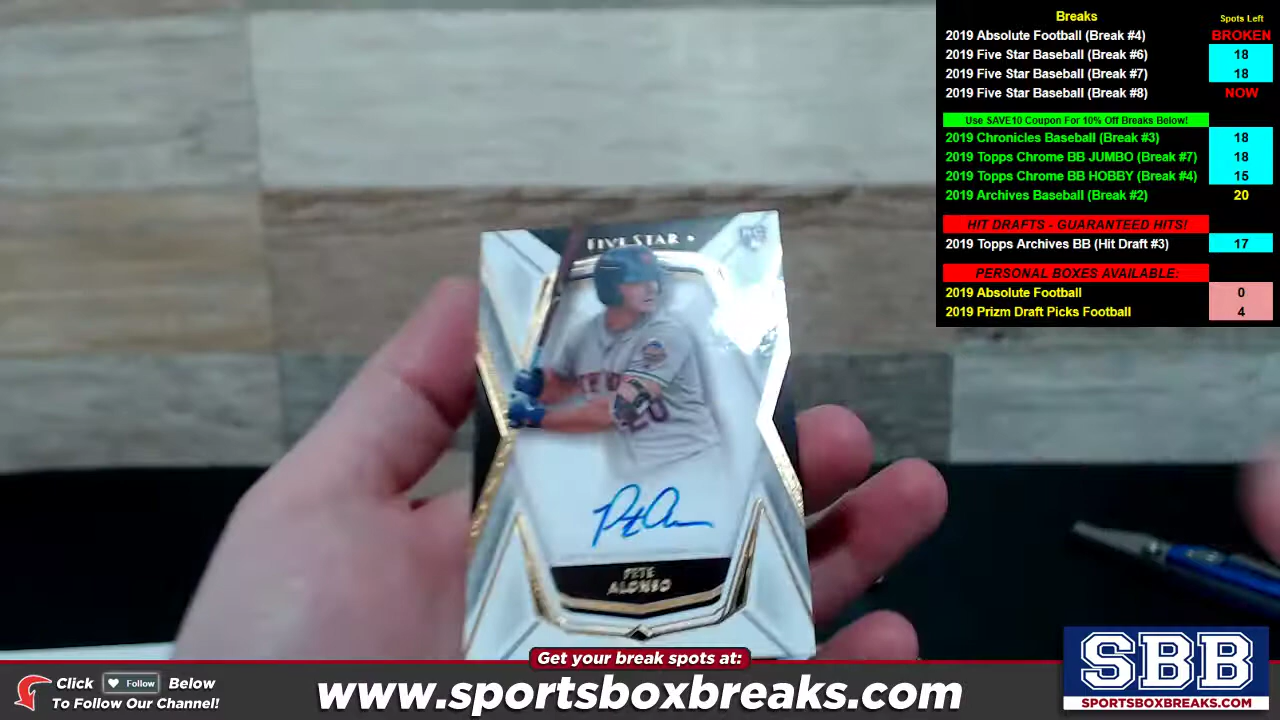 Breaks Spots Left
2019 Absolute Football (Break #4) BROKEN
2019 Five Star Baseball (Break #6) 18
2019 Five Star Baseball (Break #7) 18
2019 Five Star Baseball (Break #8) NOW
Use SAVE10 Coupon For 10% Off Breaks Below!
2019 Chronicles Baseball (Break #3) 18
2019 Topps Chrome BB JUMBO (Break #7) 18
2019 Topps Chrome BB HOBBY (Break #4) 15
2019 Archives Baseball (Break #2) 20
HIT DRAFTS - GUARANTEED HITS!
2019 Topps Archives BB (Hit Draft #3) 17
PERSONAL BOXES AVAILABLE:
2019 Absolute Football 0
2019 Prizm Draft Picks Football 4
FIVE STAR
RC
20
PETE
ALONSO
Get your break spots at:
Click Follow Below
To Follow Our Channel!
www.sportsboxbreaks.com
SBB
SPORTSBOXBREAKS.COM